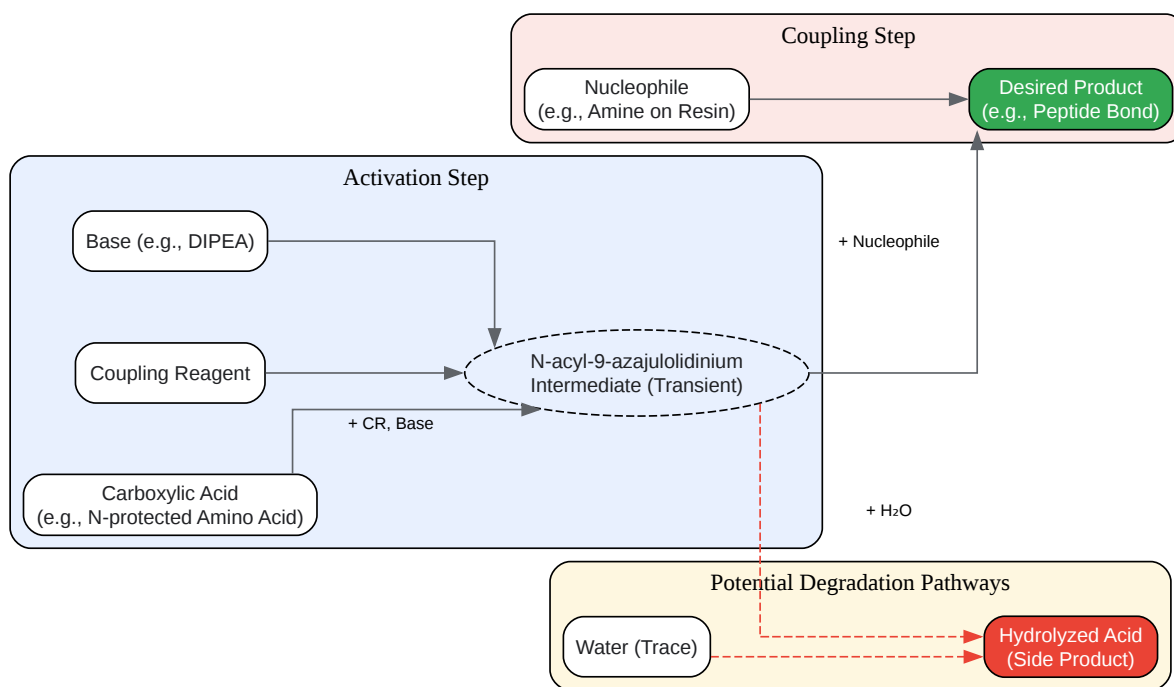 Coupling Step
Nucleophile
(e.g., Amine on Resin)
Desired Product
(e.g., Peptide Bond)
Activation Step
Base (e.g., DIPEA)
+ Nucleophile
Coupling Reagent
N-acyl-9-azajulolidinium
Intermediate (Transient)
+ CR, Base
Carboxylic Acid
(e.g., N-protected Amino Acid)
+ H₂O
Potential Degradation Pathways
Water (Trace)
Hydrolyzed Acid
(Side Product)